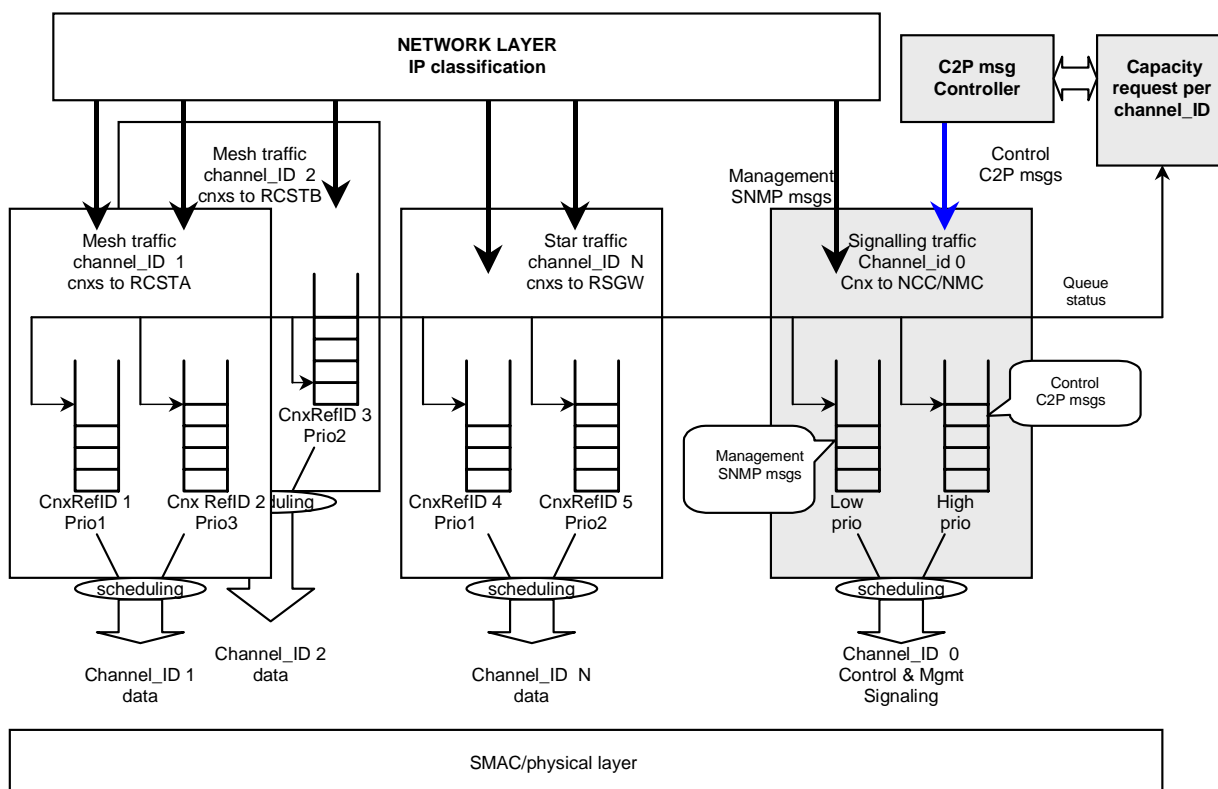 NETWORK LAYER
IP classification
C2P msg
Controller
Capacity
request per
channel_ID
Mesh traffic
channel_ID 2
cnxs to RCSTB
Management
SNMP msgs
Control
C2P msgs
Mesh traffic
channel_ID 1
cnxs to RCSTA
Star traffic
channel_ID N
cnxs to RSGW
Signalling traffic
Channel_id 0
Cnx to NCC/NMC
Queue
status
CnxRefID 3
Prio2
Control
C2P msgs
Management
SNMP msgs
CnxRefID 1
Prio1
Cnx RefID 2
Prio3
duling
CnxRefID 4
Prio1
CnxRefID 5
Prio2
Low
prio
High
prio
scheduling
scheduling
scheduling
Channel_ID 1
data
Channel_ID 2
data
Channel_ID N
data
Channel_ID 0
Control & Mgmt
Signaling
SMAC/physical layer